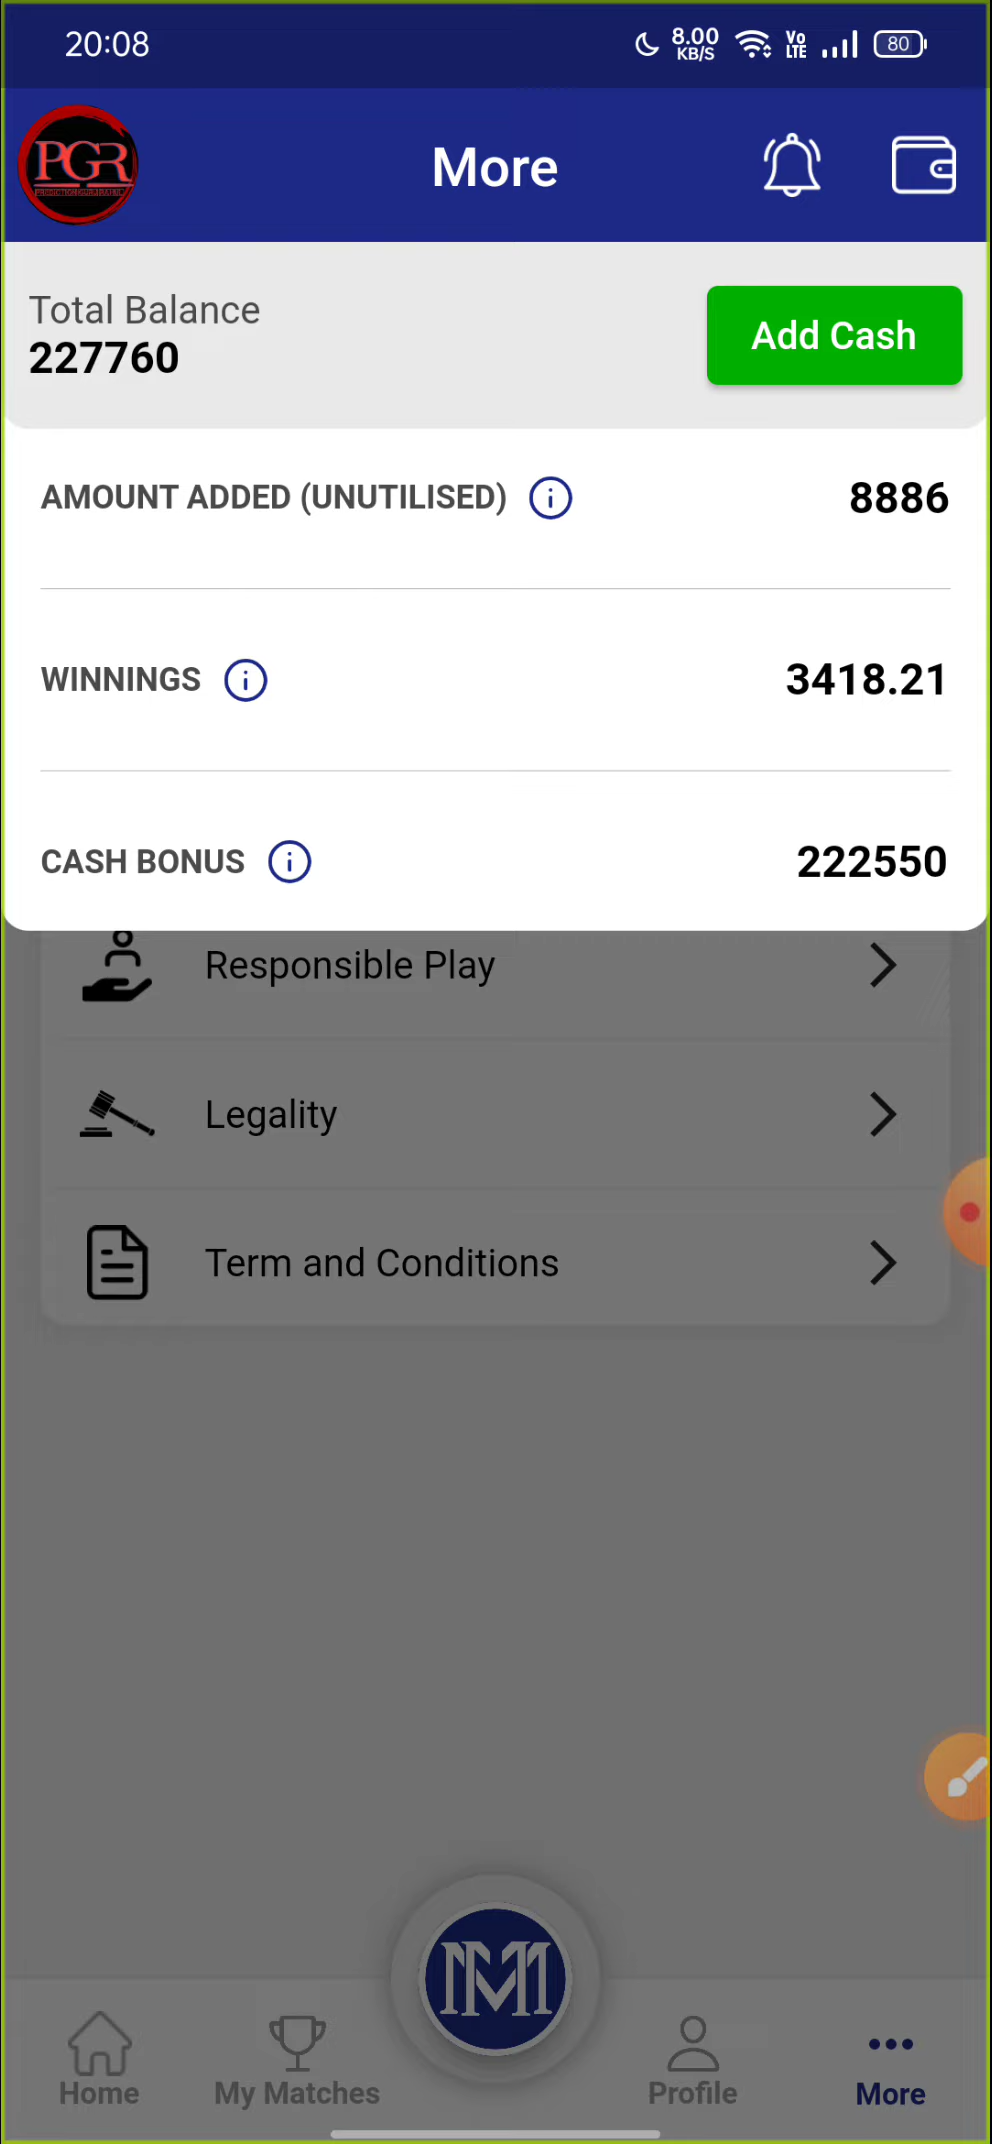 20:08
8.00
KB/S
Vo
LTE
80
PGR
More
Total Balance
227760
Add Cash
AMOUNT ADDED (UNUTILISED)
8886
WINNINGS
3418.21
CASH BONUS
222550
Responsible Play
Legality
Term and Conditions
Home
My Matches
Profile
More